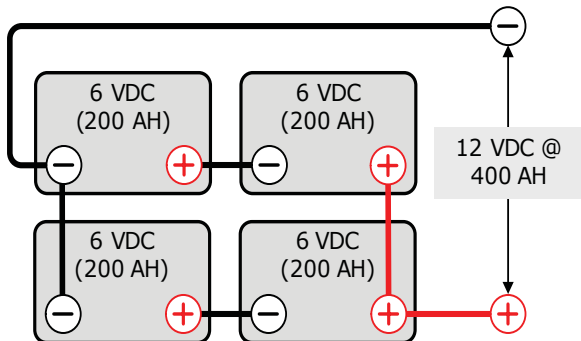 −
6 VDC
(200 AH)
6 VDC
(200 AH)
− + − +
12 VDC @
400 AH
6 VDC
(200 AH)
6 VDC
(200 AH)
− + − + +